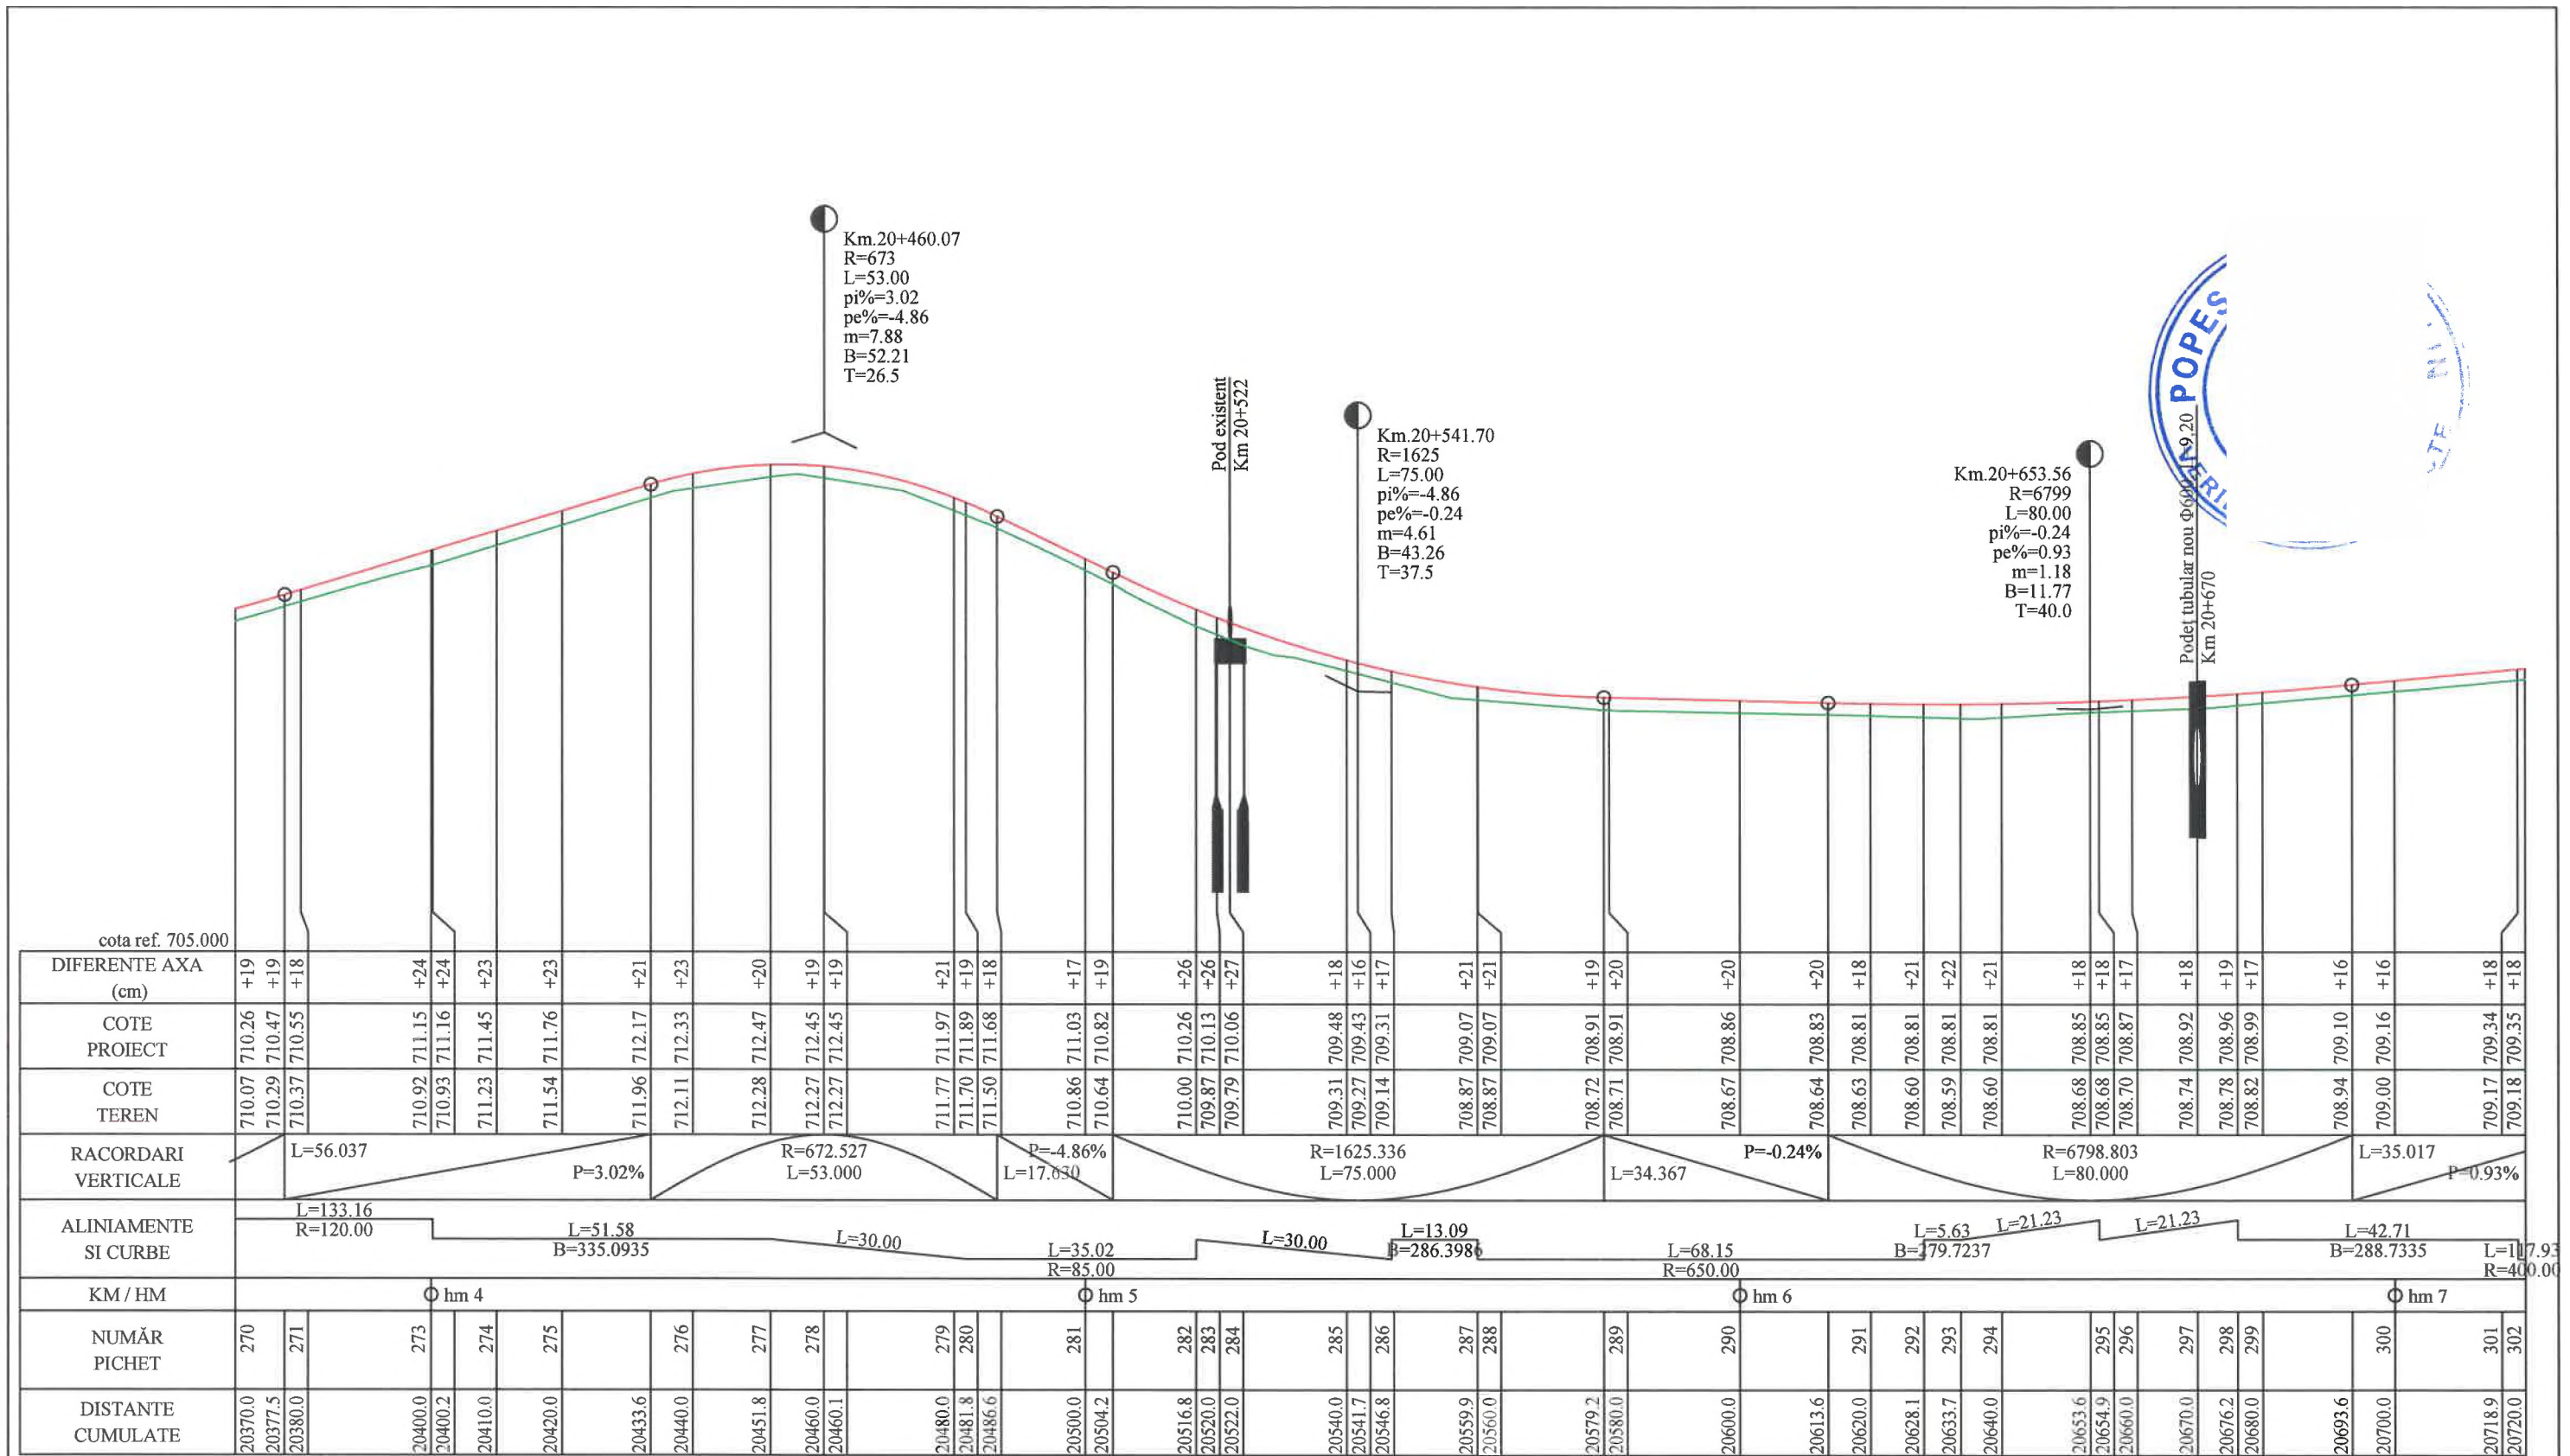 Km.20+460.07
R=673
L=53.00
pi%=3.02
pe%=-4.86
m=7.88
B=52.21
T=26.5
Pod existent
Km 20+522
Km.20+541.70
R=1625
L=75.00
pi%=-4.86
pe%=-0.24
m=4.61
B=43.26
T=37.5
Km.20+653.56
R=6799
L=80.00
pi%=-0.24
pe%=0.93
m=1.18
B=11.77
T=40.0
Podeț tubular nou
Km 20+670
POPES
cota ref. 705.000
DIFERENTE AXA
(cm)
+19 +19 +18 +24 +24 +23 +23 +21 +23 +20 +19 +19 +21 +19 +18 +17 +19 +26 +26 +27 +18 +16 +17 +21 +21 +19 +20 +20 +20 +18 +21 +22 +21 +18 +18 +17 +18 +19 +17 +16 +16 +18 +18
COTE
PROIECT
710.26 710.47 710.55 711.15 711.16 711.45 711.76 712.17 712.33 712.47 712.45 712.45 711.97 711.89 711.68 711.03 710.82 710.26 710.13 710.06 709.48 709.43 709.31 709.07 709.07 708.91 708.91 708.86 708.83 708.81 708.81 708.81 708.81 708.85 708.85 708.87 708.92 708.96 708.99 709.10 709.16 709.34 709.35
COTE
TEREN
710.07 710.29 710.37 710.92 710.93 711.23 711.54 711.96 712.11 712.28 712.27 712.27 711.77 711.70 711.50 710.86 710.64 710.00 709.87 709.79 709.31 709.27 709.14 708.87 708.87 708.72 708.71 708.67 708.64 708.63 708.60 708.59 708.60 708.68 708.68 708.70 708.74 708.78 708.82 708.94 709.00 709.17 709.18
RACORDARI
VERTICALE
L=56.037
P=3.02%
R=672.527
L=53.000
P=-4.86%
L=17.630
R=1625.336
L=75.000
L=34.367
P=-0.24%
R=6798.803
L=80.000
L=35.017
P=0.93%
ALINIAMENTE
SI CURBE
L=133.16
R=120.00
L=51.58
B=335.0935
L=30.00
L=35.02
R=85.00
L=30.00
L=13.09
B=286.3986
L=68.15
R=650.00
L=5.63
B=279.7237
L=21.23
L=21.23
L=42.71
B=288.7335
L=117.93
R=400.00
KM / HM
hm 4 hm 5 hm 6 hm 7
NUMĂR
PICHET
270 271 273 274 275 276 277 278 279 280 281 282 283 284 285 286 287 288 289 290 291 292 293 294 295 296 297 298 299 300 301 302
DISTANTE
CUMULATE
20370.0 20377.5 20380.0 20400.0 20400.2 20410.0 20420.0 20433.6 20440.0 20451.8 20460.0 20460.1 20480.0 20481.8 20486.6 20500.0 20504.2 20516.8 20520.0 20522.0 20540.0 20541.7 20546.8 20559.9 20560.0 20579.2 20580.0 20600.0 20613.6 20620.0 20628.1 20633.7 20640.0 20653.6 20654.9 20660.0 20670.0 20676.2 20680.0 20693.6 20700.0 20718.9 20720.0